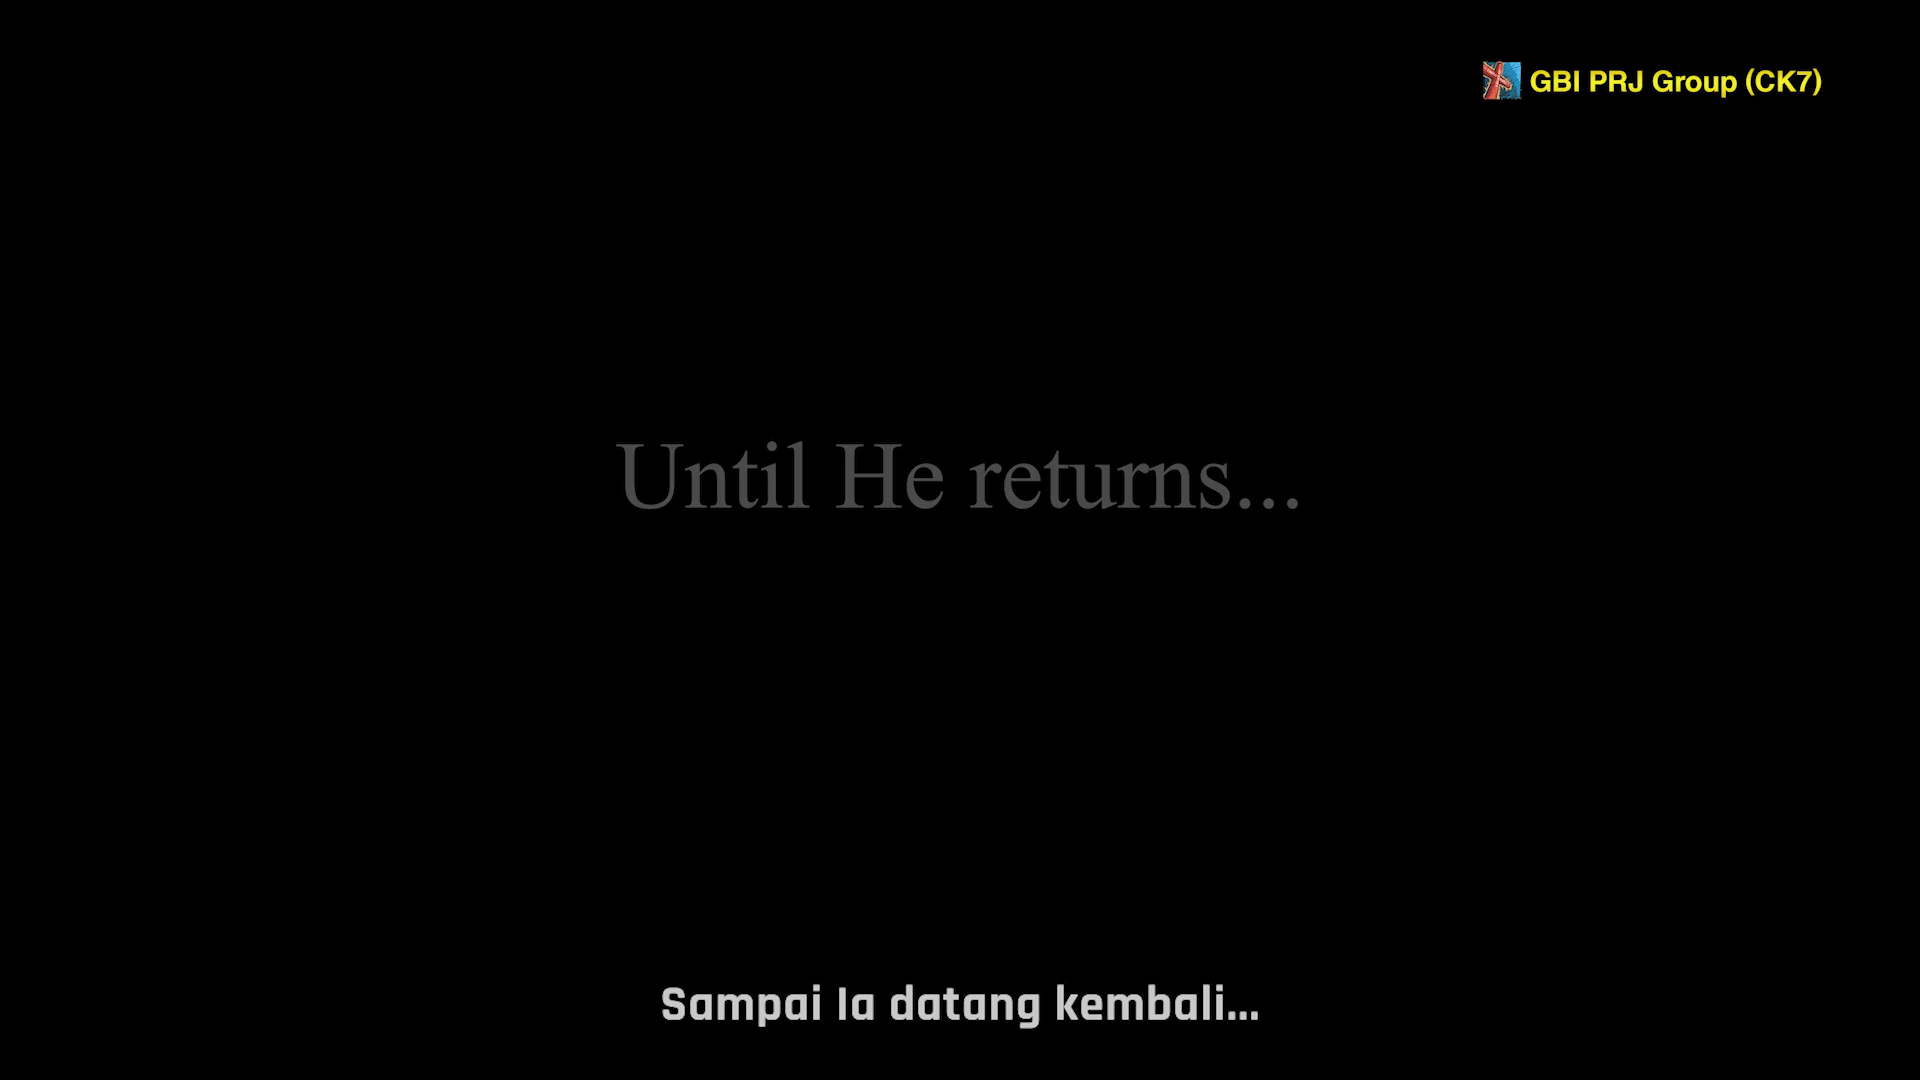 GBI PRJ Group (CK7)
Until He returns...
Sampai Ia datang kembali...